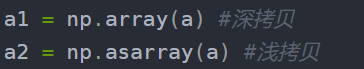 a1 = np.array(a) #深拷贝
a2 = np.asarray(a) #浅拷贝